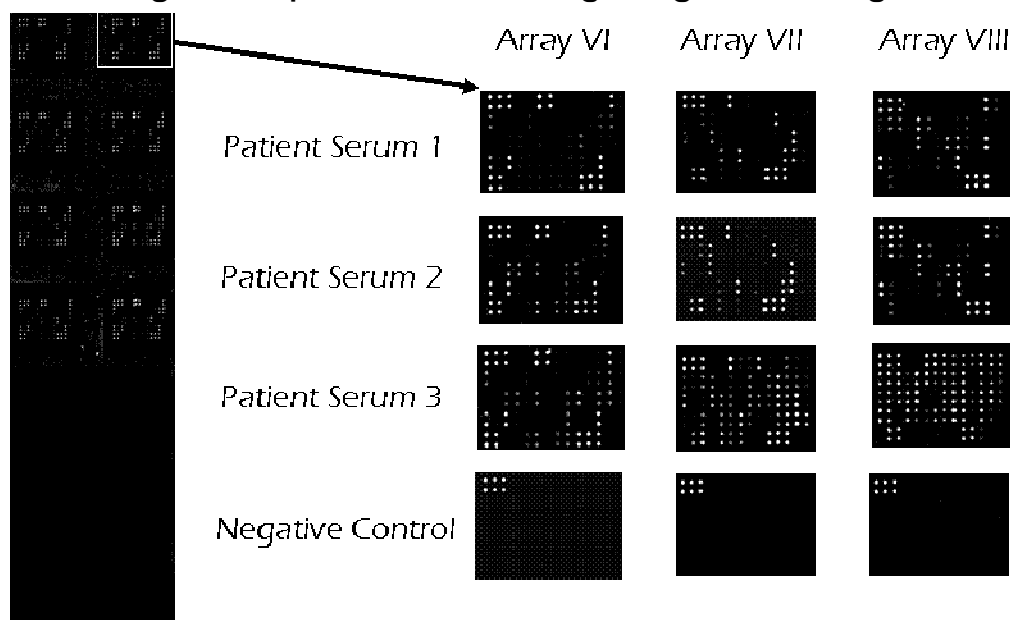 Array VI Array VII Array VIII
Patient Serum 1
Patient Serum 2
Patient Serum 3
Negative Control